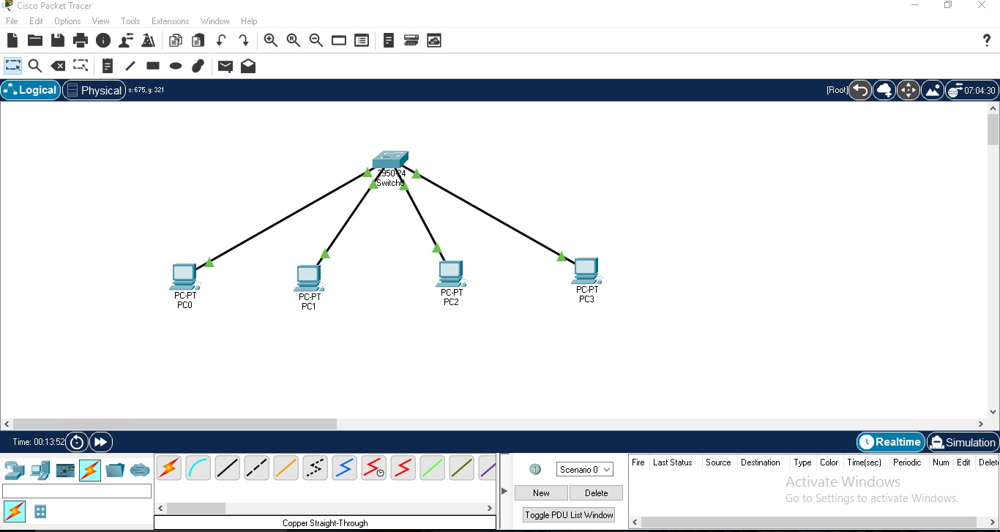 Cisco Packet Tracer
File Edit Options View Tools Extensions Window Help
Logical Physical x: 675, y: 321 [Root] 07:04:30
2950-24
Switch0
PC-PT
PC0
PC-PT
PC1
PC-PT
PC2
PC-PT
PC3
Time: 00:13:52 Realtime Simulation
Scenario 0
New Delete
Toggle PDU List Window
Fire Last Status Source Destination Type Color Time(sec) Periodic Num Edit Delet
Activate Windows
Go to Settings to activate Windows.
Copper Straight-Through